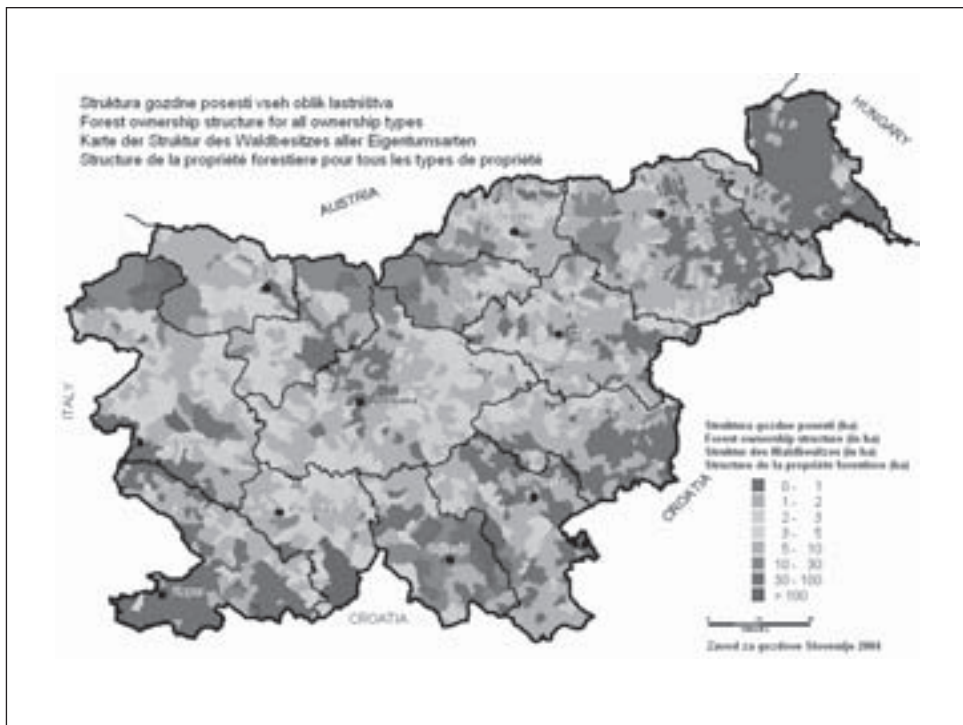 Struktura gozdne posesti vseh oblik lastništva
Forest ownership structure for all ownership types
Karte der Struktur des Waldbesitzes aller Eigentumsarten
Structure de la propriété forestiere pour tous les types de propriété
HUNGARY
AUSTRIA
ITALY
CROATIA
CROATIA
Struktura gozdne posesti (ha)
Forest ownership structure (in ha)
Struktur des Waldbesitzes (in ha)
Structure de la propriété forestiere (ha)
0 - 1
1 - 2
2 - 3
3 - 5
5 - 10
10 - 30
30 - 100
> 100
Zavod za gozdove Slovenije 2004